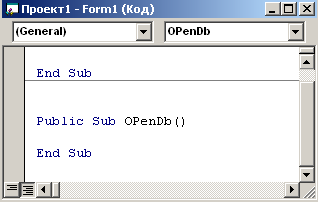 Проект1 - Form1 (Код)
(General) OPenDb
End Sub
Public Sub OPenDb()
End Sub